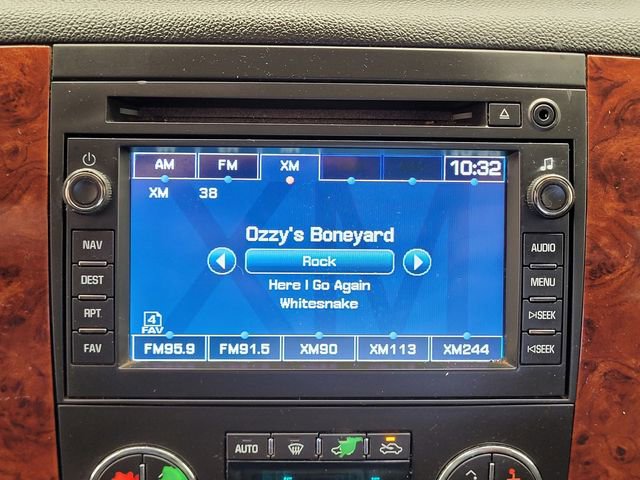 AM FM XM 10:32
XM 38
XM
Ozzy's Boneyard
Rock
Here I Go Again
Whitesnake
4
FAV
FM95.9 FM91.5 XM90 XM113 XM244
NAV
DEST
RPT
FAV
AUDIO
MENU
SEEK
SEEK
AUTO